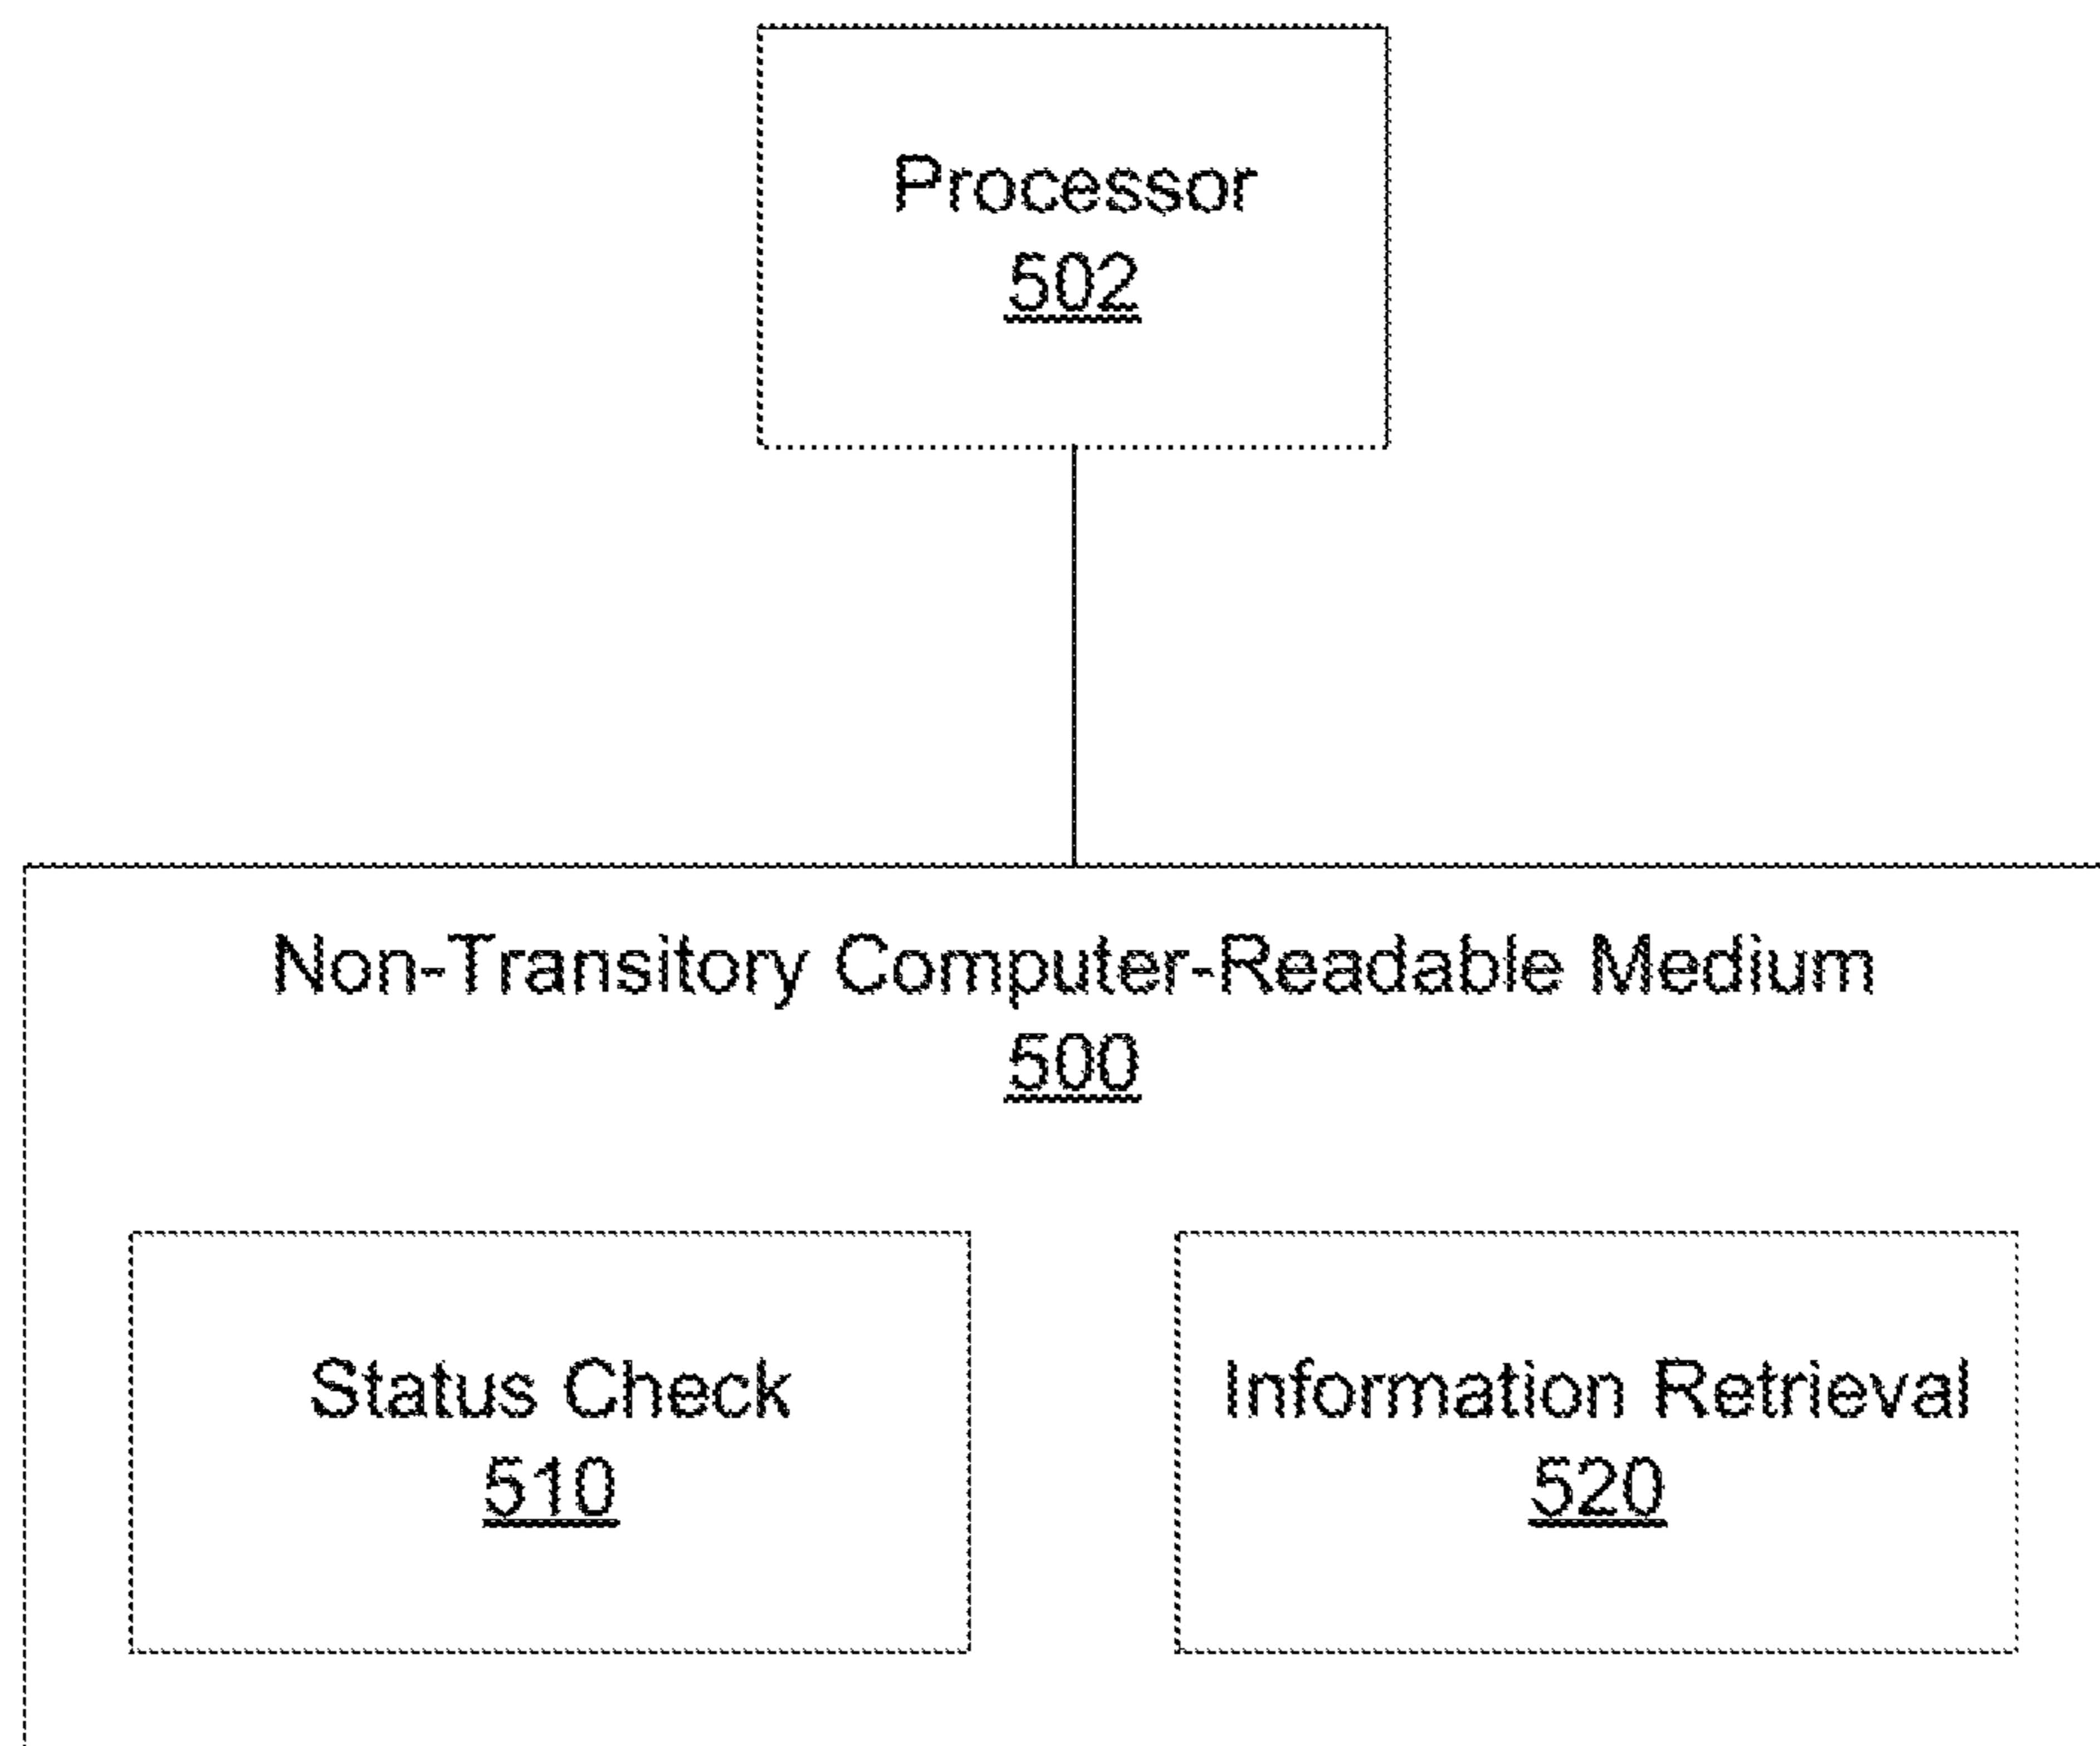 Processor
502
Non-Transitory Computer-Readable Medium
500
Status Check
510
Information Retrieval
520